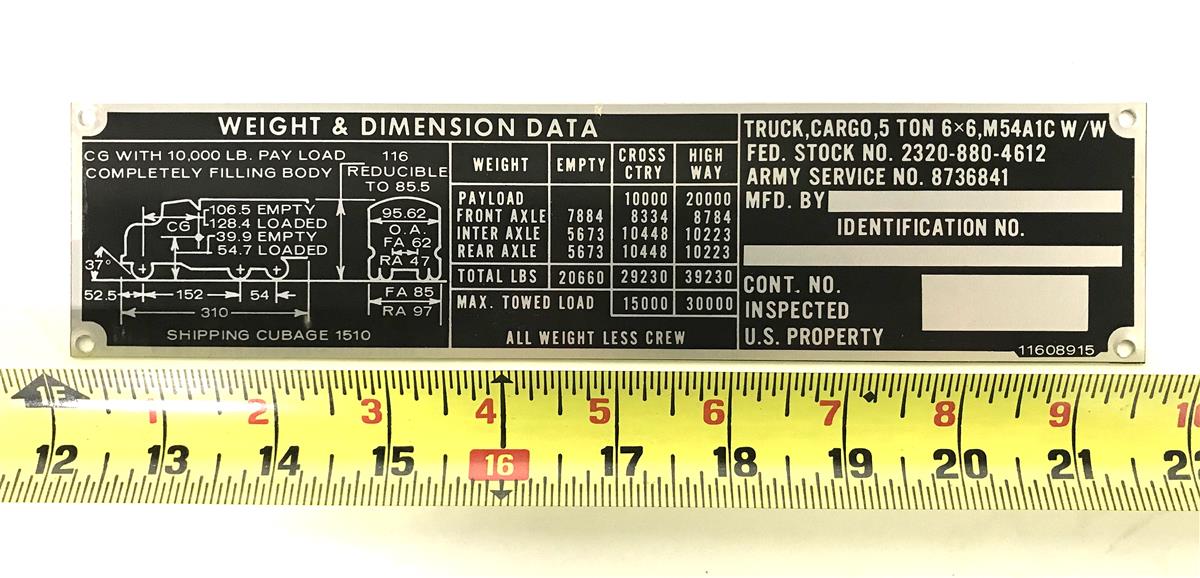 WEIGHT & DIMENSION DATA
CG WITH 10,000 LB. PAY LOAD
COMPLETELY FILLING BODY
116
REDUCIBLE
TO 85.5
106.5 EMPTY
128.4 LOADED
CG
39.9 EMPTY
54.7 LOADED
37°
52.5
152
54
310
95.62
O.A.
FA 62
RA 47
FA 85
RA 97
SHIPPING CUBAGE 1510
WEIGHT EMPTY CROSS CTRY HIGH WAY
PAYLOAD 10000 20000
FRONT AXLE 7884 8334 8784
INTER AXLE 5673 10448 10223
REAR AXLE 5673 10448 10223
TOTAL LBS 20660 29230 39230
MAX. TOWED LOAD 15000 30000
ALL WEIGHT LESS CREW
TRUCK,CARGO,5 TON 6×6,M54A1C W/W
FED. STOCK NO. 2320-880-4612
ARMY SERVICE NO. 8736841
MFD. BY
IDENTIFICATION NO.
CONT. NO.
INSPECTED
U.S. PROPERTY
11608915
1F 1 2 3 4 5 6 7 8 9 10
12 13 14 15 16 17 18 19 20 21